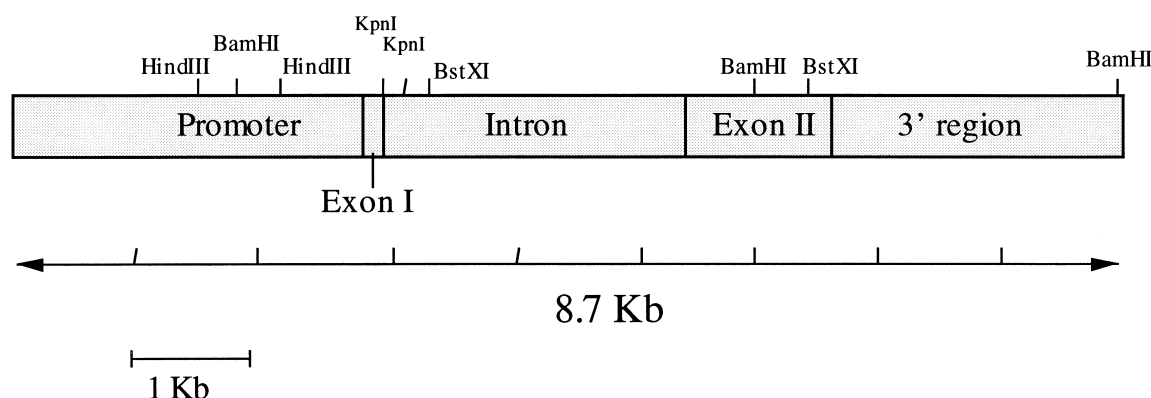 KpnI
BamHI KpnI
HindIII HindIII BstXI BamHI BstXI BamHI
Promoter Intron Exon II 3’ region
Exon I
8.7 Kb
1 Kb